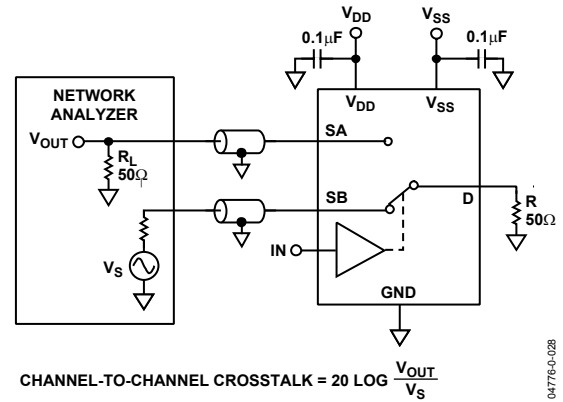 V_DD
V_SS
0.1μF
0.1μF
NETWORK
ANALYZER
V_DD
V_SS
V_OUT
SA
R_L
50Ω
SB
D
R
50Ω
IN
V_S
GND
CHANNEL-TO-CHANNEL CROSSTALK = 20 LOG V_OUT / V_S
04776-0-028